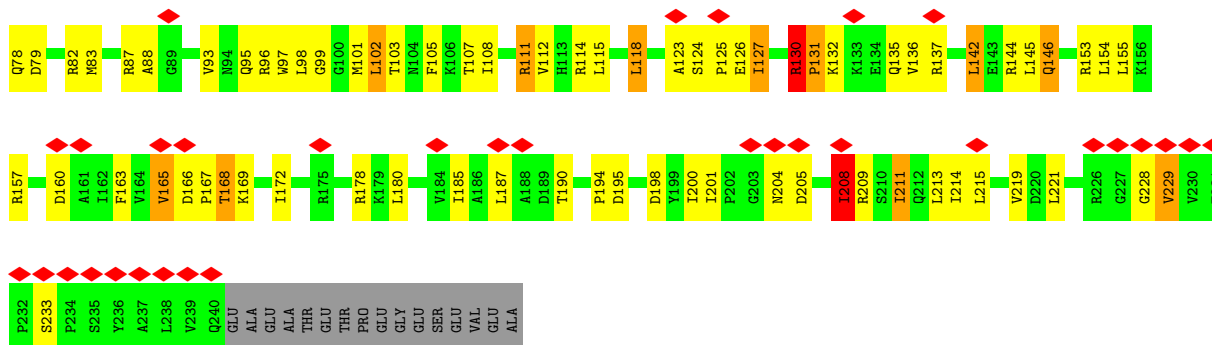 Q78 D79 R82 M83 R87 A88 G89 V93 N94 Q95 R96 W97 L98 G99 G100 M101 L102 T103 N104 F105 K106 T107 I108 R111 V112 H113 R114 L115 L118 A123 S124 P125 E126 I127 R130 P131 K132 K133 E134 Q135 V136 R137 L142 E143 R144 L145 Q146 R153 L154 L155 K156
R157 D160 A161 I162 F163 V164 V165 D166 P167 T168 K169 I172 R175 R178 K179 L180 V184 I185 A186 L187 A188 D189 T190 P194 D195 D198 Y199 I200 I201 P202 G203 N204 D205 I208 R209 S210 I211 Q212 L213 I214 L215 V219 D220 L221 R226 G227 G228 V229 V230
P232 S233 P234 S235 Y236 A237 L238 V239 Q240 GLU ALA GLU ALA THR GLU THR PRO GLU GLY GLU SER GLU VAL GLU ALA